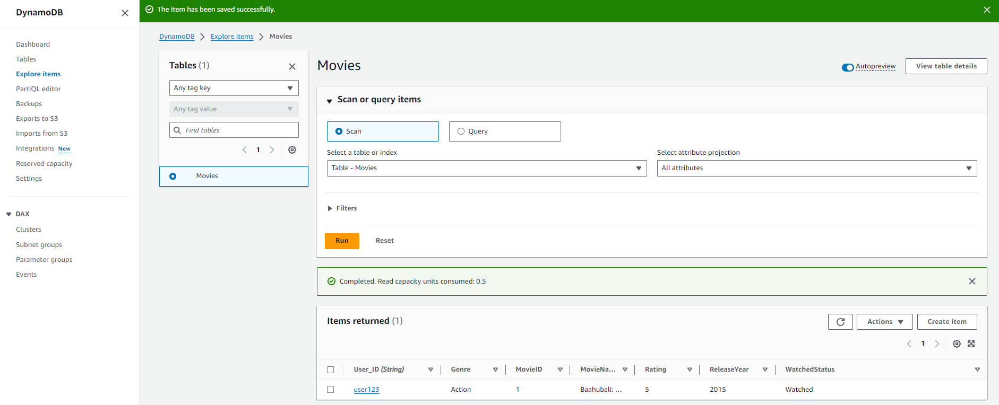 DynamoDB
Dashboard
Tables
Explore items
PartiQL editor
Backups
Exports to S3
Imports from S3
Integrations New
Reserved capacity
Settings
DAX
Clusters
Subnet groups
Parameter groups
Events
The item has been saved successfully.
DynamoDB Explore items Movies
Tables (1)
Any tag key
Any tag value
Find tables
1
Movies
Movies
Autopreview View table details
Scan or query items
Scan Query
Select a table or index Select attribute projection
Table - Movies All attributes
Filters
Run Reset
Completed. Read capacity units consumed: 0.5
Items returned (1)
Actions Create item
1
User_ID (String) Genre MovieID MovieNa... Rating ReleaseYear WatchedStatus
user123 Action 1 Baahubali: ... 5 2015 Watched